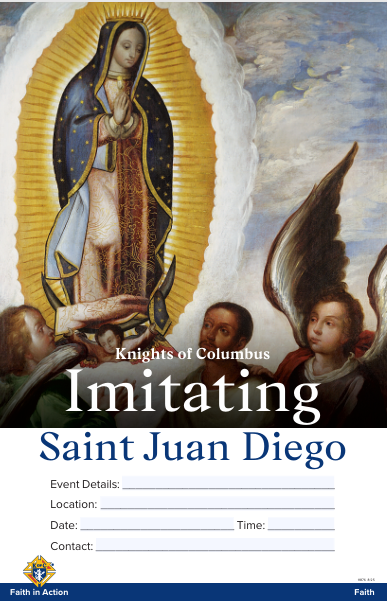 Knights of Columbus
Imitating
Saint Juan Diego
Event Details:
Location:
Date: Time:
Contact:
Faith in Action Faith